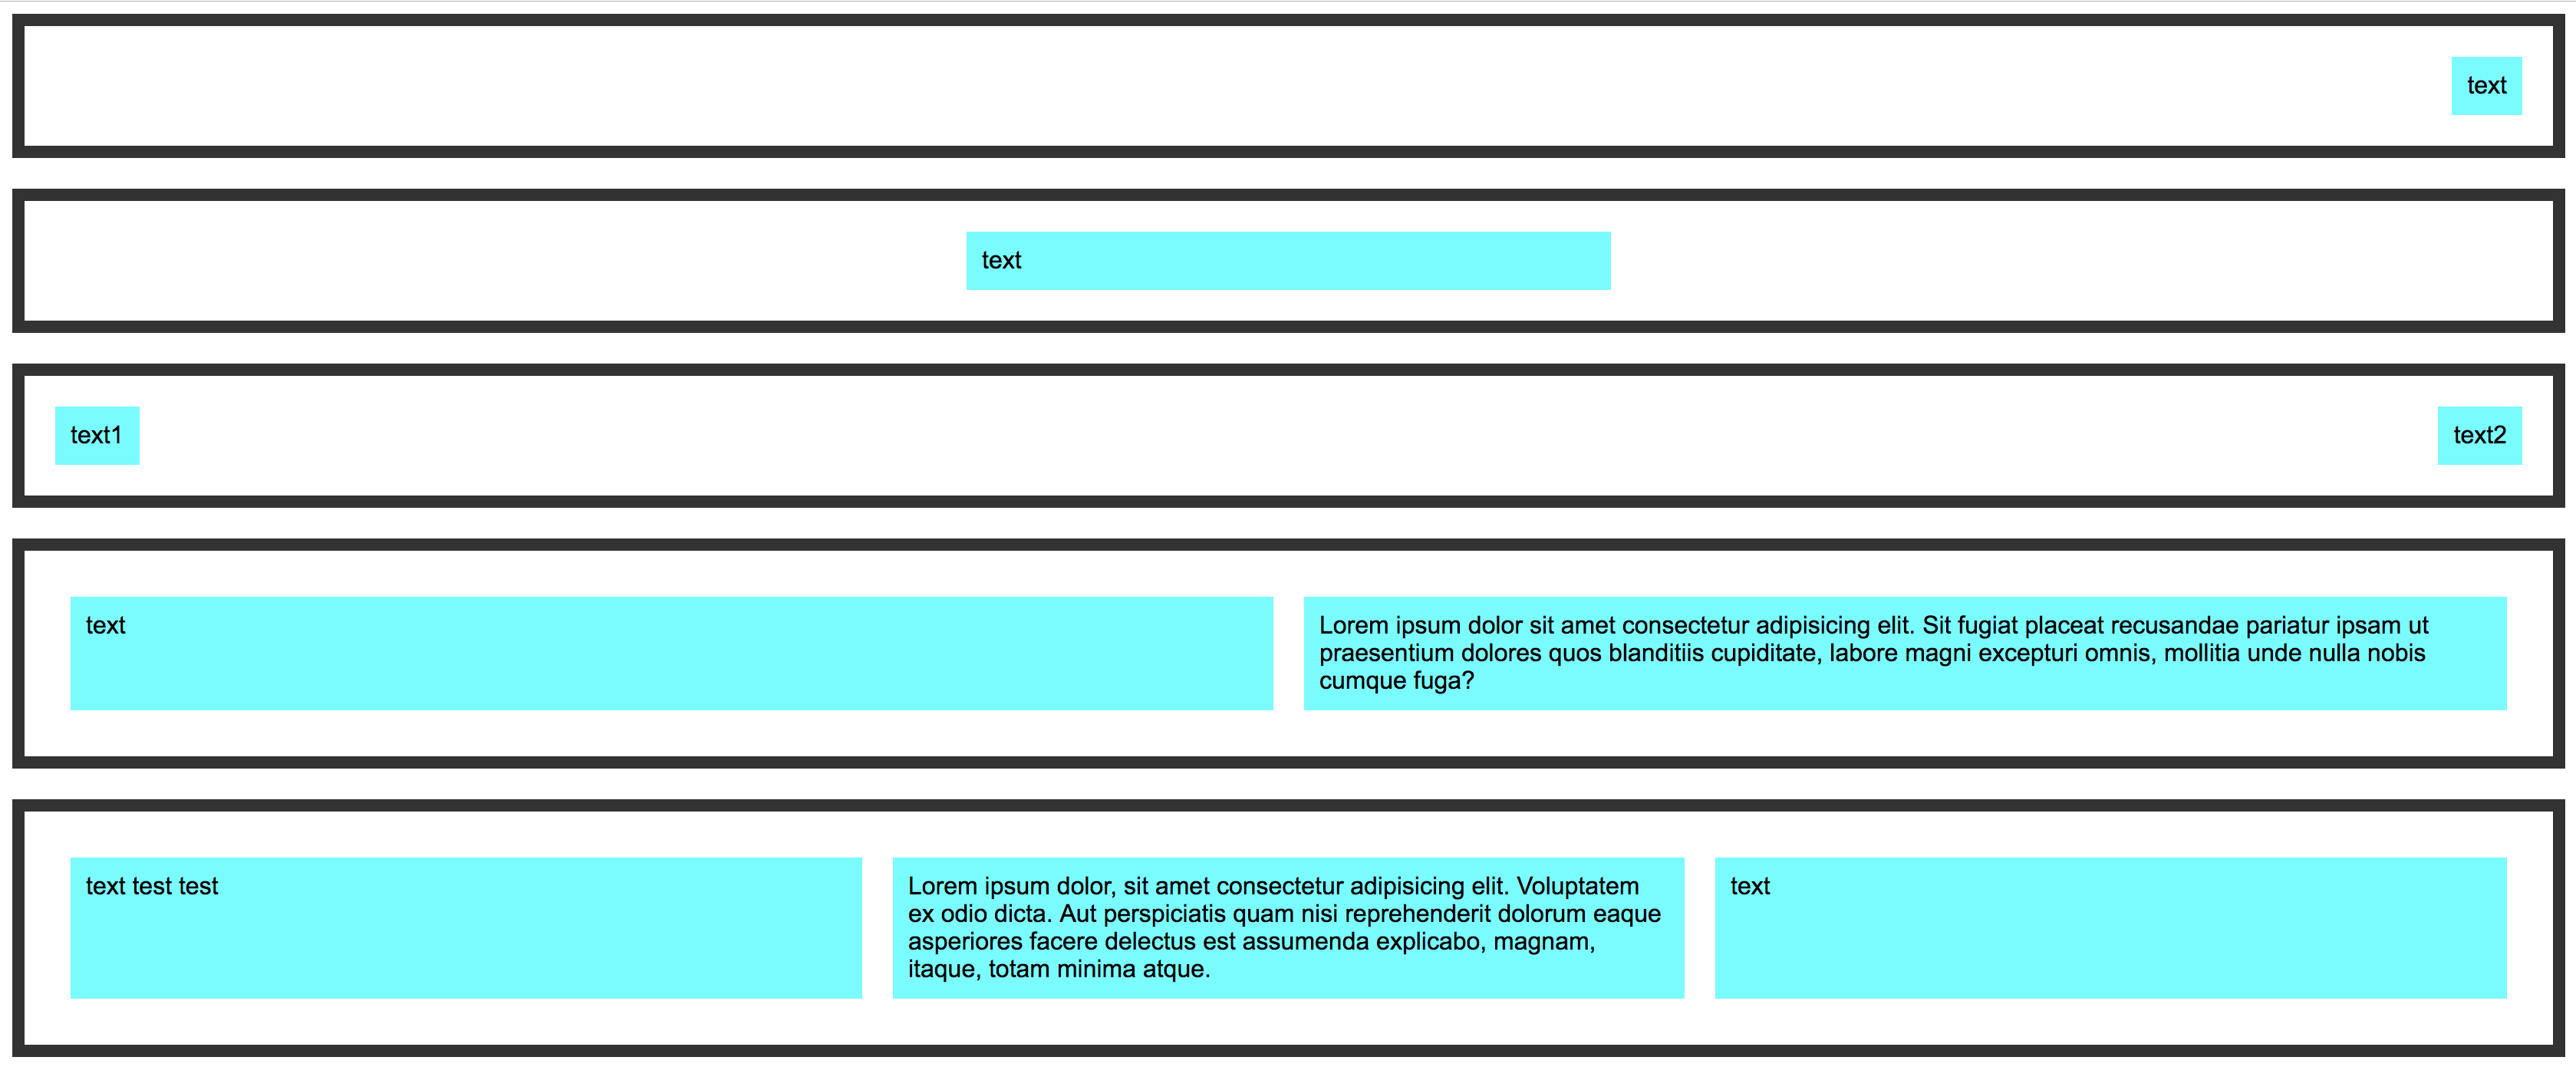 text
text
text1
text2
text
Lorem ipsum dolor sit amet consectetur adipisicing elit. Sit fugiat placeat recusandae pariatur ipsam ut
praesentium dolores quos blanditiis cupiditate, labore magni excepturi omnis, mollitia unde nulla nobis
cumque fuga?
text test test
Lorem ipsum dolor, sit amet consectetur adipisicing elit. Voluptatem
ex odio dicta. Aut perspiciatis quam nisi reprehenderit dolorum eaque
asperiores facere delectus est assumenda explicabo, magnam,
itaque, totam minima atque.
text